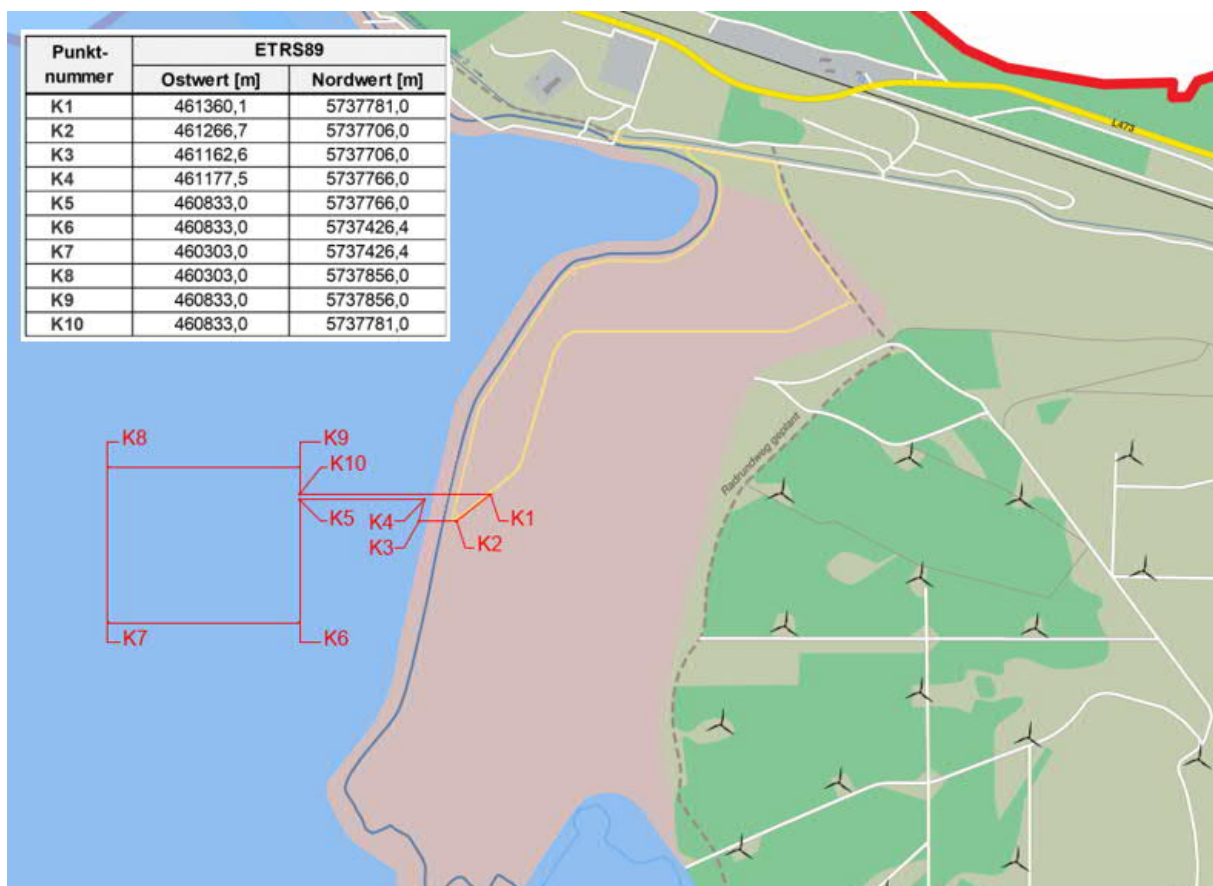 Punkt-
nummer
ETRS89
Ostwert [m] Nordwert [m]
K1 461360,1 5737781,0
K2 461266,7 5737706,0
K3 461162,6 5737706,0
K4 461177,5 5737766,0
K5 460833,0 5737766,0
K6 460833,0 5737426,4
K7 460303,0 5737426,4
K8 460303,0 5737856,0
K9 460833,0 5737856,0
K10 460833,0 5737781,0
L473
Radrundweg geplant
K8
K9
K10
K5
K4
K1
K3
K2
K7
K6